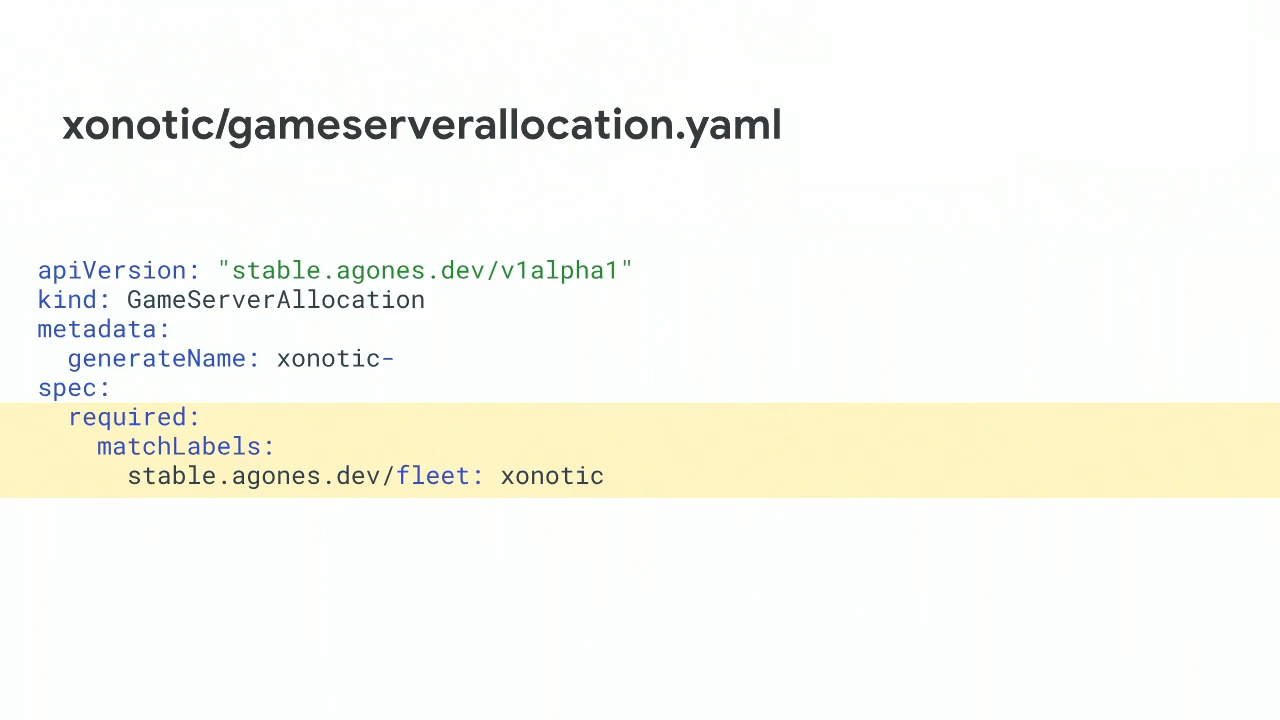 xonotic/gameserverallocation.yaml
apiVersion: "stable.agones.dev/v1alpha1"
kind: GameServerAllocation
metadata:
  generateName: xonotic-
spec:
  required:
    matchLabels:
      stable.agones.dev/fleet: xonotic